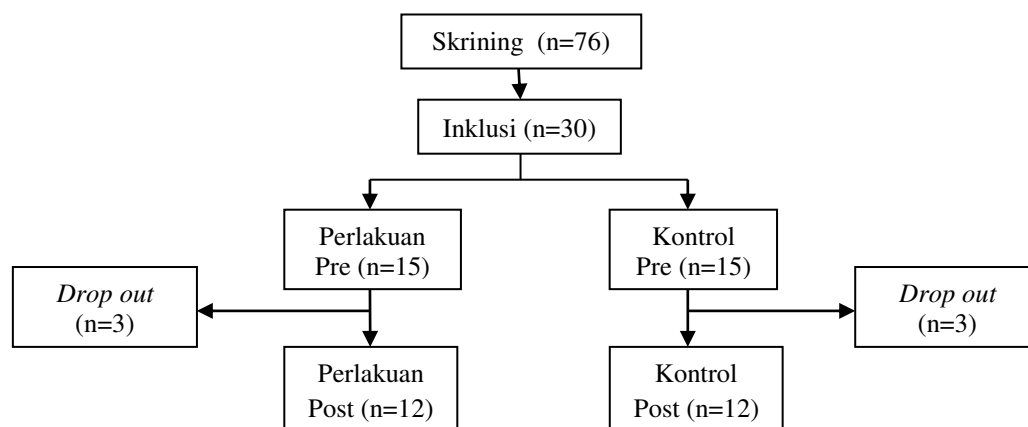 Skrining (n=76)
Inklusi (n=30)
Perlakuan
Pre (n=15)
Kontrol
Pre (n=15)
Drop out
(n=3)
Drop out
(n=3)
Perlakuan
Post (n=12)
Kontrol
Post (n=12)